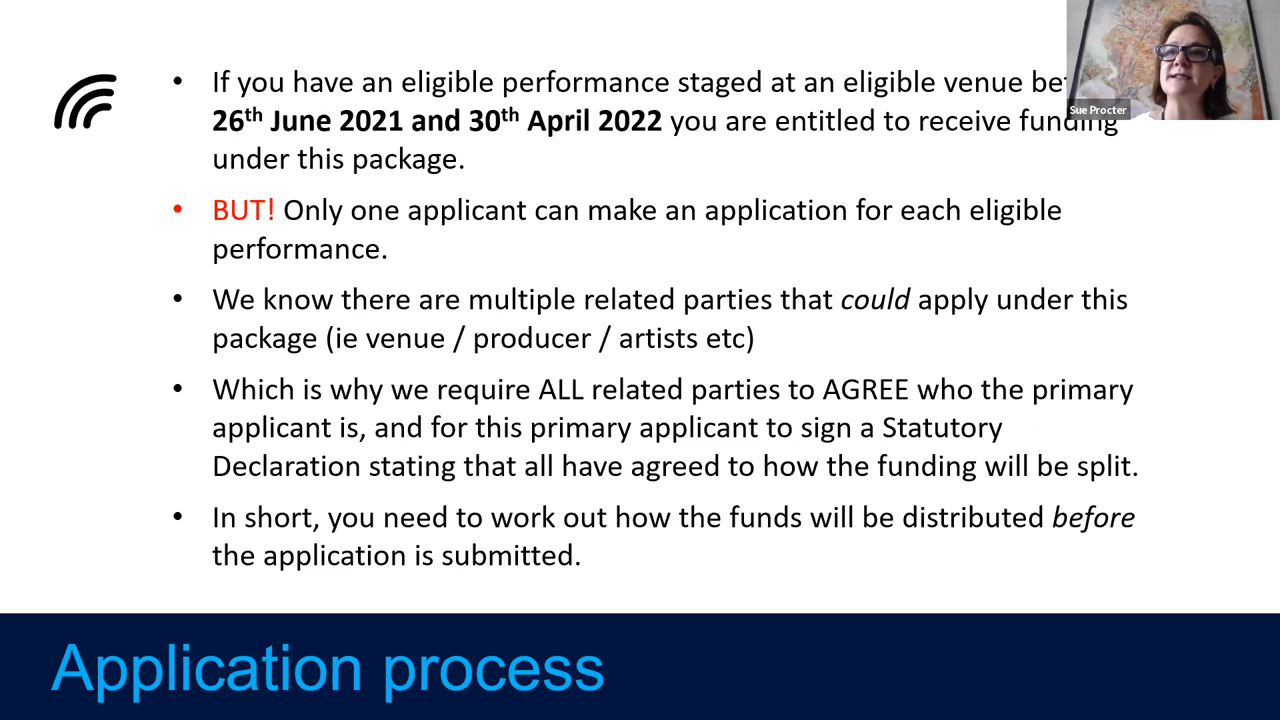 • If you have an eligible performance staged at an eligible venue
26th June 2021 and 30th April 2022 you are entitled to receive funding
under this package.
• BUT! Only one applicant can make an application for each eligible
performance.
• We know there are multiple related parties that could apply under this
package (ie venue / producer / artists etc)
• Which is why we require ALL related parties to AGREE who the primary
applicant is, and for this primary applicant to sign a Statutory
Declaration stating that all have agreed to how the funding will be split.
• In short, you need to work out how the funds will be distributed before
the application is submitted.
Application process
Sue Procter